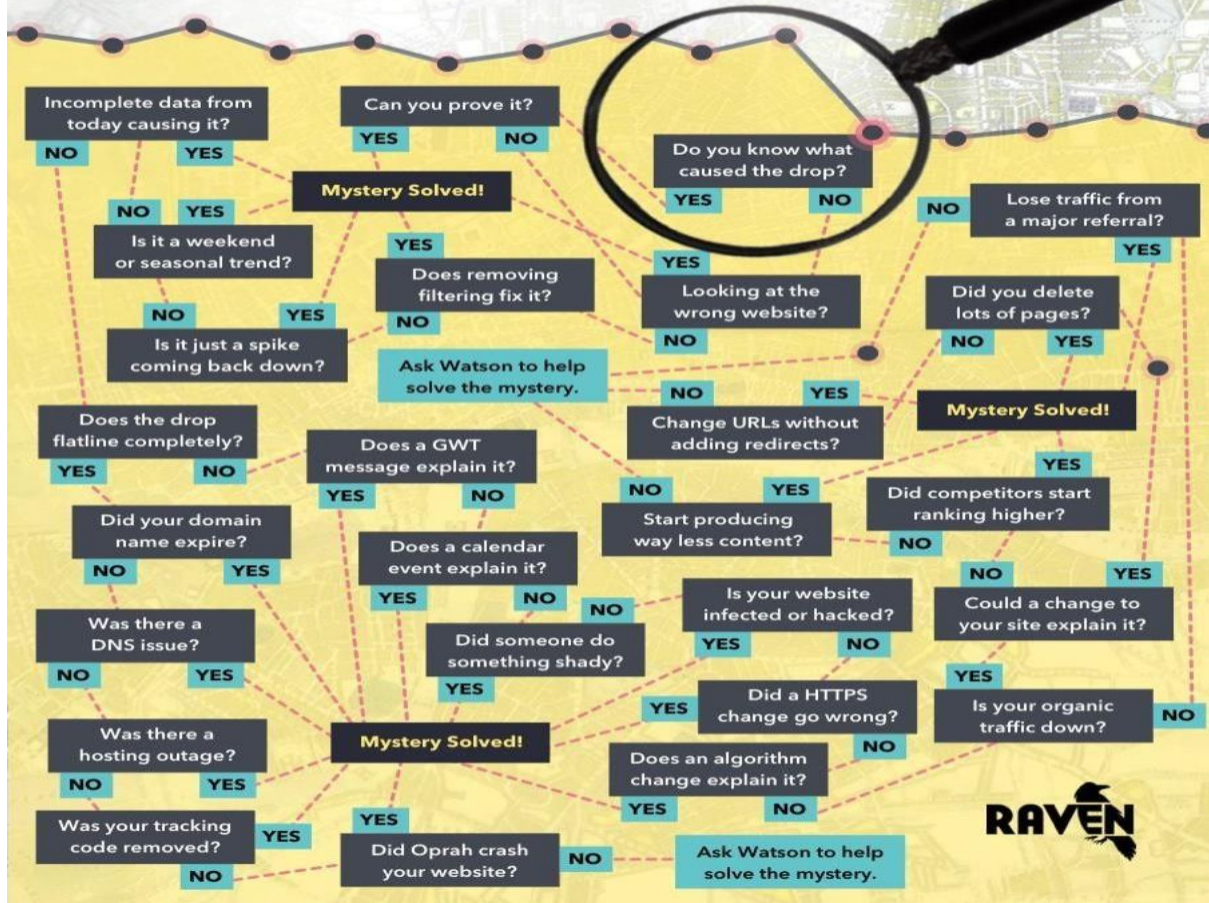 Incomplete data from
today causing it?
NO
YES
Can you prove it?
YES
NO
Do you know what
caused the drop?
YES
NO
Mystery Solved!
NO
Lose traffic from
a major referral?
YES
NO
YES
Is it a weekend
or seasonal trend?
YES
Does removing
filtering fix it?
NO
YES
Looking at the
wrong website?
NO
Did you delete
lots of pages?
NO
YES
NO
YES
Is it just a spike
coming back down?
Ask Watson to help
solve the mystery.
NO
YES
Change URLs without
adding redirects?
Mystery Solved!
Does the drop
flatline completely?
YES
NO
Does a GWT
message explain it?
YES
NO
NO
YES
Start producing
way less content?
YES
Did competitors start
ranking higher?
NO
Did your domain
name expire?
NO
YES
Does a calendar
event explain it?
YES
NO
NO
Is your website
infected or hacked?
YES
NO
NO
YES
Could a change to
your site explain it?
Was there a
DNS issue?
NO
YES
Did someone do
something shady?
YES
YES
Did a HTTPS
change go wrong?
NO
YES
Is your organic
traffic down?
NO
Mystery Solved!
Was there a
hosting outage?
NO
YES
Does an algorithm
change explain it?
YES
NO
Was your tracking
code removed?
YES
NO
YES
Did Oprah crash
your website?
NO
Ask Watson to help
solve the mystery.
RAVEN